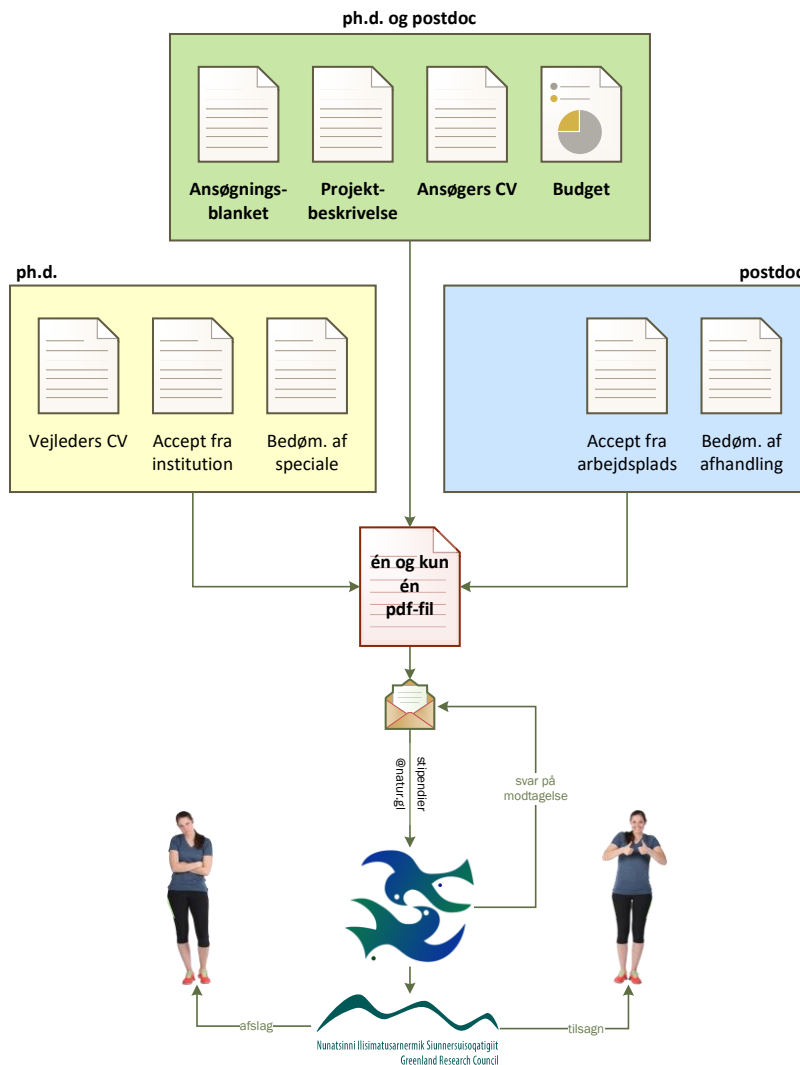 ph.d. og postdoc
Ansøgnings-
blanket
Projekt-
beskrivelse
Ansøgers CV
Budget
ph.d.
Vejleders CV
Accept fra
institution
Bedøm. af
speciale
postdoc
Accept fra
arbejdsplads
Bedøm. af
afhandling
én og kun
én
pdf-fil
stipendier
@natur.gl
svar på
modtagelse
afslag
tilsagn
Nunatsinni Ilisimatusarnermik Siunnersuisoqatigiit
Greenland Research Council